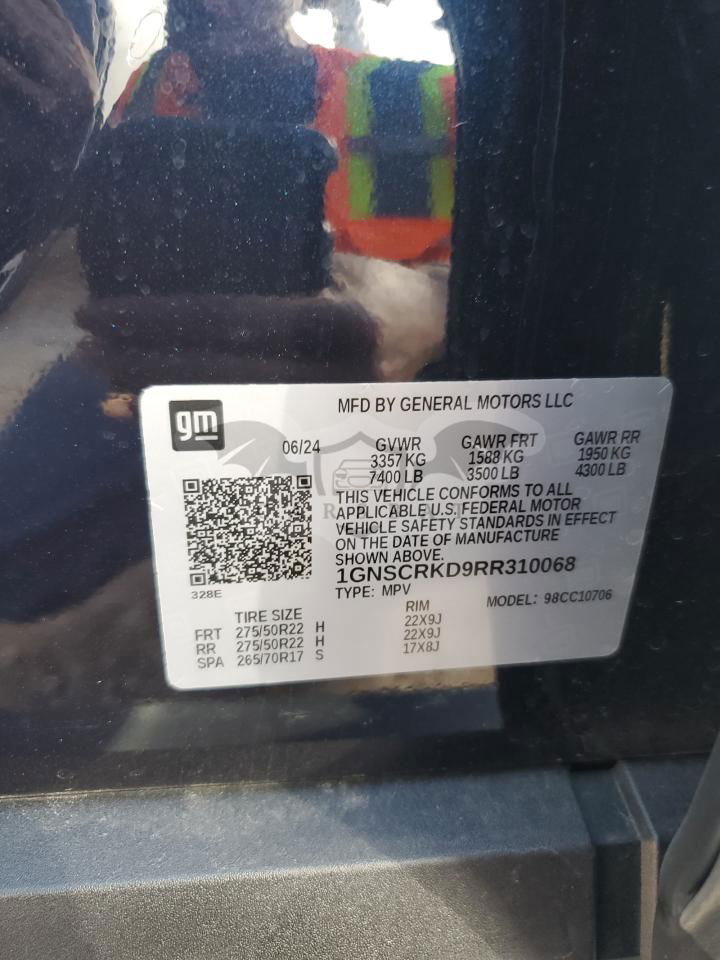 gm
MFD BY GENERAL MOTORS LLC
06/24
GVWR GAWR FRT GAWR RR
3357 KG 1588 KG 1950 KG
7400 LB 3500 LB 4300 LB
THIS VEHICLE CONFORMS TO ALL
APPLICABLE U.S. FEDERAL MOTOR
VEHICLE SAFETY STANDARDS IN EFFECT
ON THE DATE OF MANUFACTURE
SHOWN ABOVE.
1GNSCRKD9RR310068
328E
TYPE: MPV MODEL: 98CC10706
TIRE SIZE RIM
FRT 275/50R22 H 22X9J
RR 275/50R22 H 22X9J
SPA 265/70R17 S 17X8J